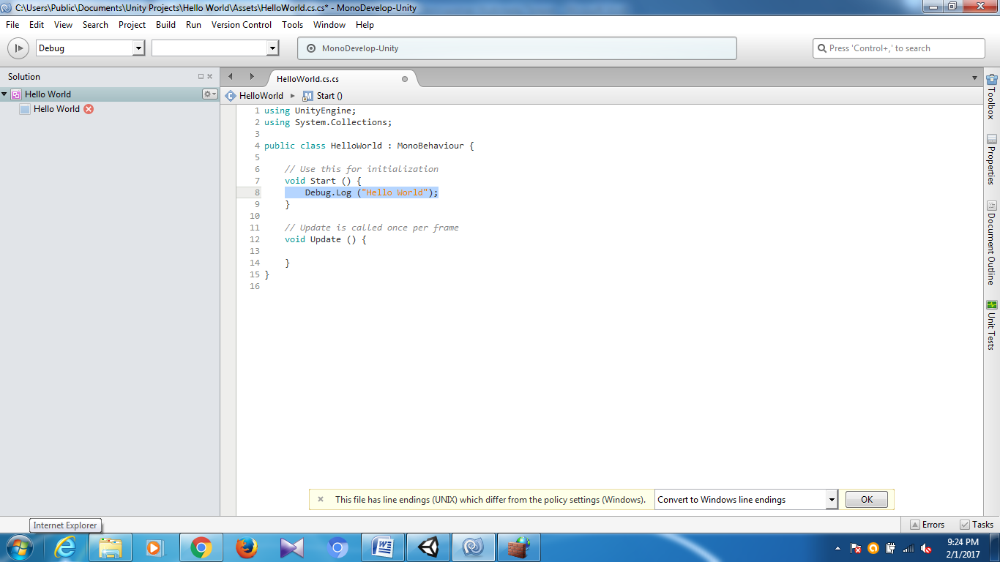 C:\Users\Public\Documents\Unity Projects\Hello World\Assets\HelloWorld.cs.cs* - MonoDevelop-Unity
File Edit View Search Project Build Run Version Control Tools Window Help
Debug
MonoDevelop-Unity
Press 'Control+,' to search
Solution
Hello World
Hello World
HelloWorld.cs.cs
HelloWorld Start ()
1 using UnityEngine;
2 using System.Collections;
3
4 public class HelloWorld : MonoBehaviour {
5
6 // Use this for initialization
7 void Start () {
8 Debug.Log ("Hello World");
9 }
10
11 // Update is called once per frame
12 void Update () {
13
14 }
15 }
16
Toolbox
Properties
Document Outline
Unit Tests
This file has line endings (UNIX) which differ from the policy settings (Windows). Convert to Windows line endings OK
Errors Tasks
Internet Explorer
9:24 PM
2/1/2017